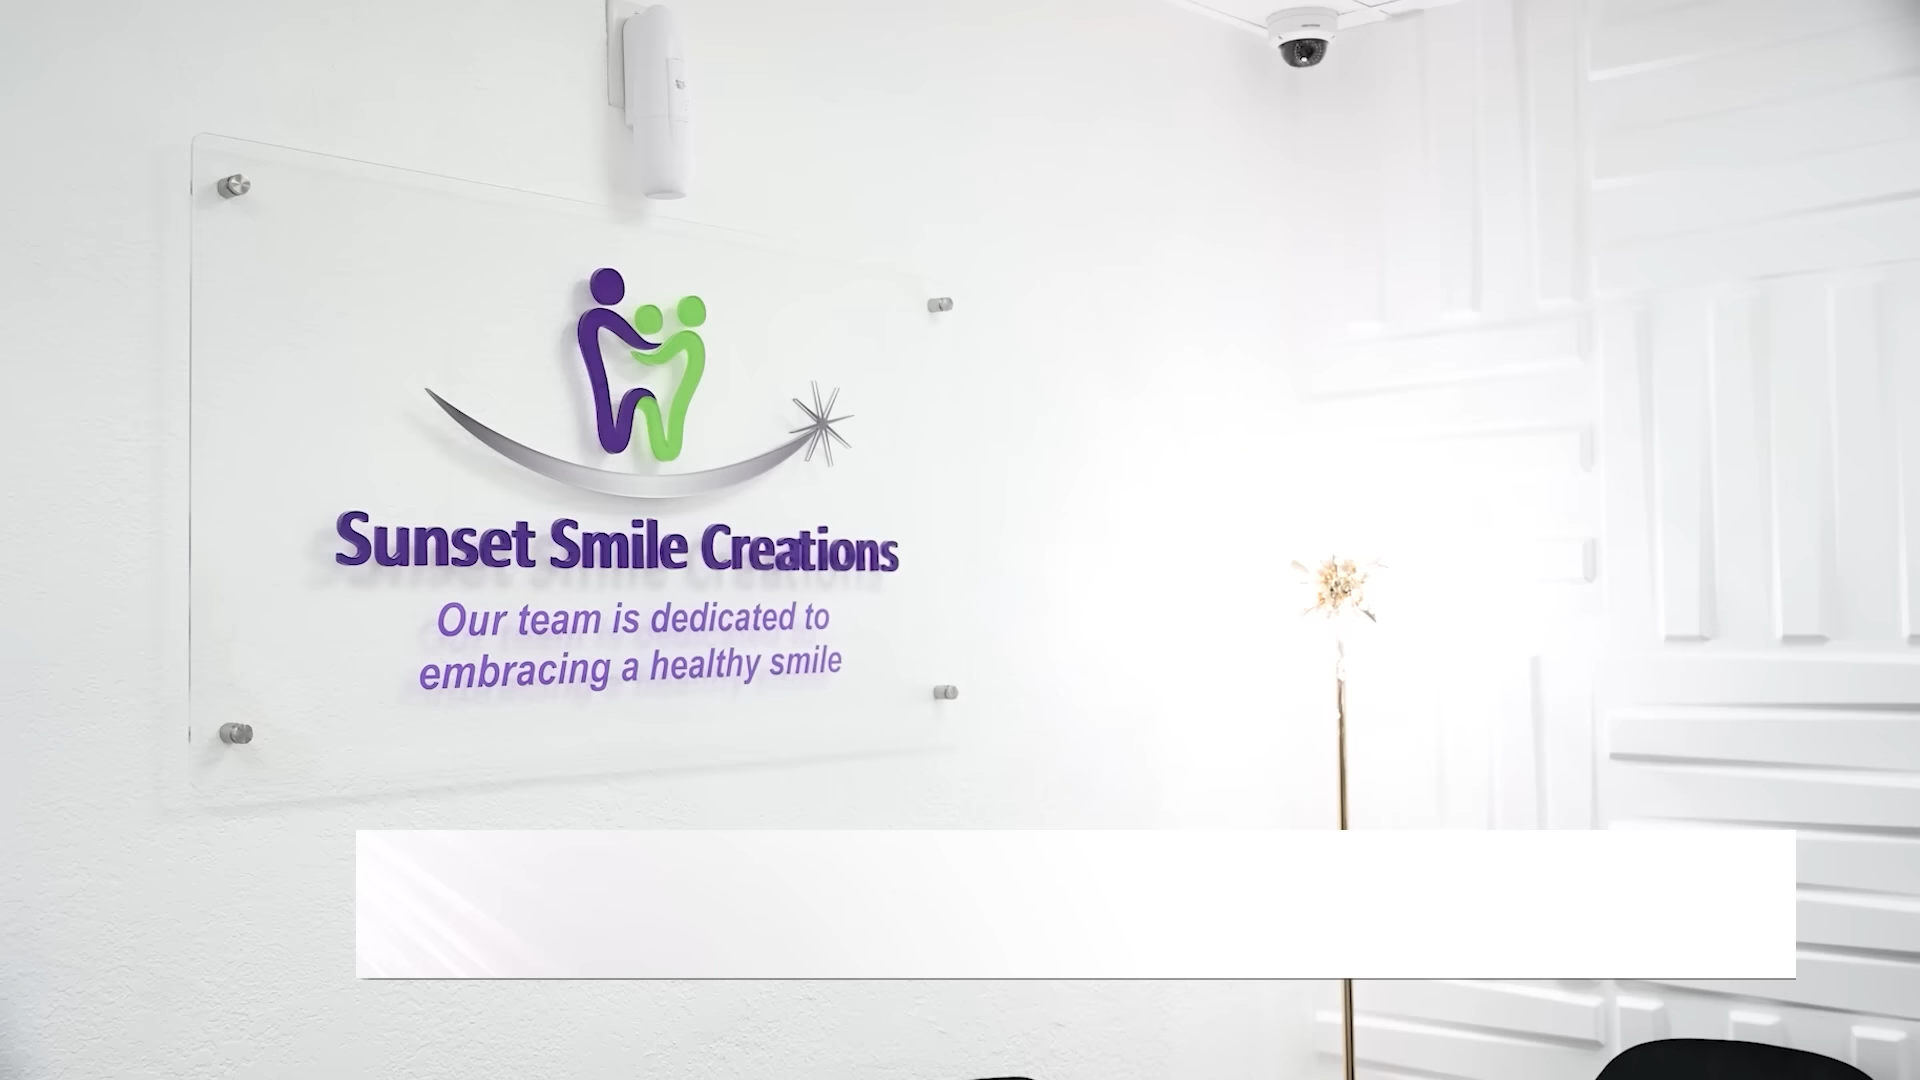 Sunset Smile Creations
Our team is dedicated to
embracing a healthy smile